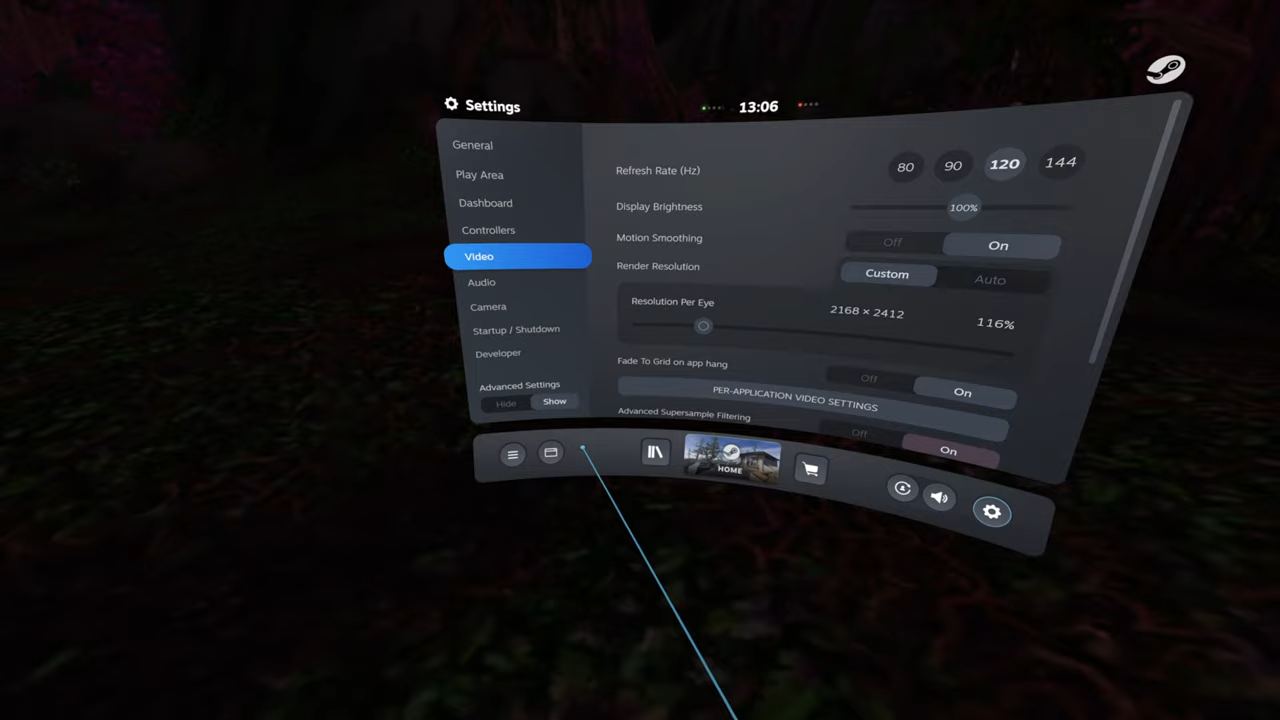 Settings
13:06
General
Play Area
Dashboard
Controllers
Video
Audio
Camera
Startup / Shutdown
Developer
Advanced Settings
Hide Show
Refresh Rate (Hz) 80 90 120 144
Display Brightness 100%
Motion Smoothing Off On
Render Resolution Custom Auto
Resolution Per Eye 2168 × 2412 116%
Fade To Grid on app hang Off On
PER-APPLICATION VIDEO SETTINGS
Advanced Supersample Filtering Off On
HOME